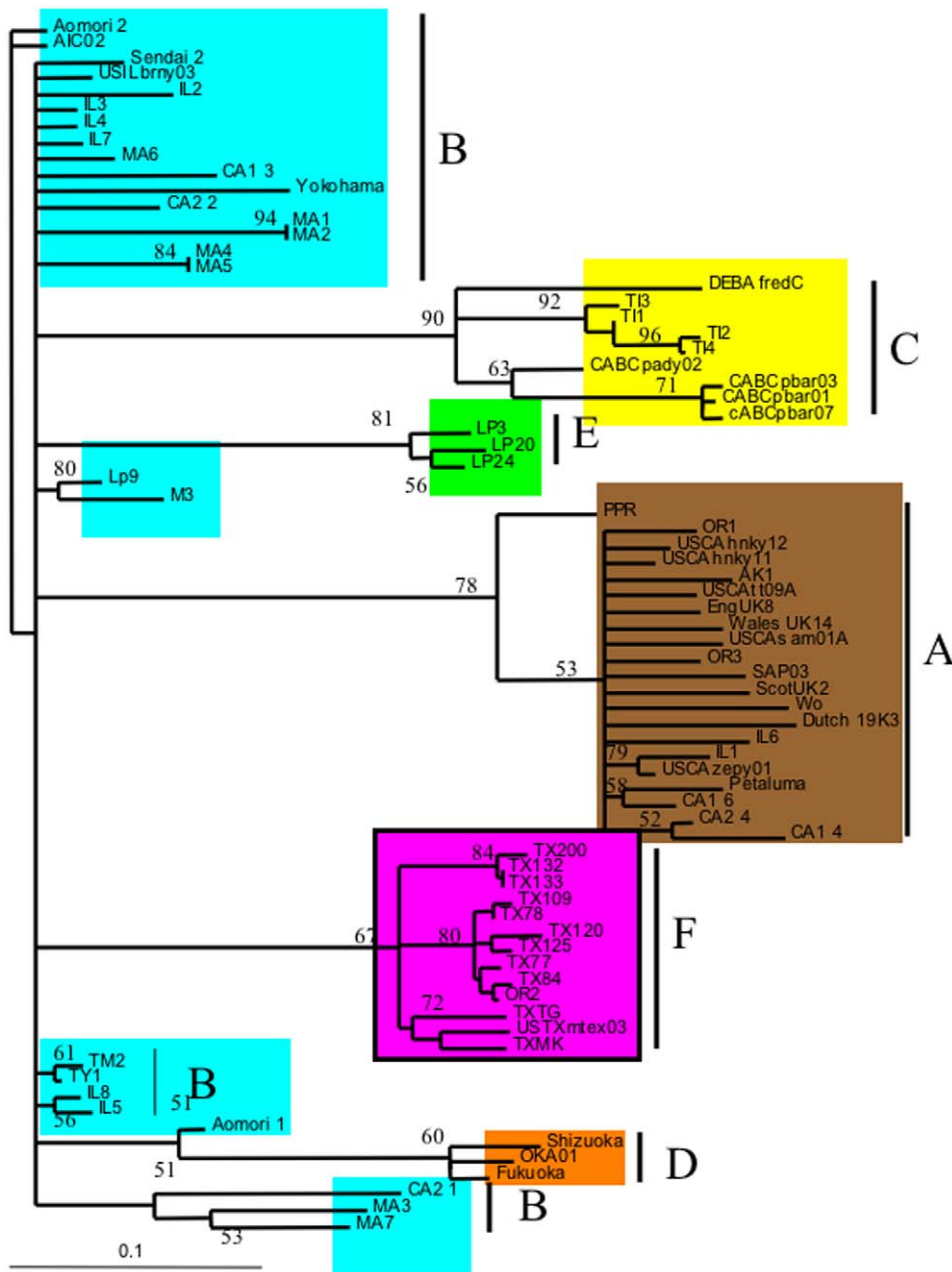 Aomori 2
AIC02
Sendai 2
USILbrny03
IL2
IL3
IL4
IL7
MA6
CA1 3
Yokohama
CA2 2
94 MA1
MA2
84 MA4
MA5
B
DEBA fredC
90
92 TI3
TI1
96 TI2
TI4
63 CABCpady02
71 CABCpbar03
CABCpbar01
cABCpbar07
C
81 LP3
LP20
LP24
56
E
80 Lp9
M3
78
PPR
OR1
USCAhnky12
USCAhnky11
AK1
USCAtt09A
EngUK8
Wales UK14
USCAs am01A
OR3
53
SAP03
ScotUK2
Wo
Dutch 19K3
IL6
79 IL1
USCAzepy01
58 Petaluma
CA1 6
52 CA2 4
CA1 4
A
84 TX200
TX132
TX133
TX109
TX78
67 80 TX120
TX125
TX77
TX84
OR2
72 TXTG
USTXmtex03
TXMK
F
61 TM2
TY1
IL8
IL5
56
B
51
Aomori 1
51
60 Shizuoka
OKA01
Fukuoka
D
CA2 1
MA3
MA7
53
B
0.1